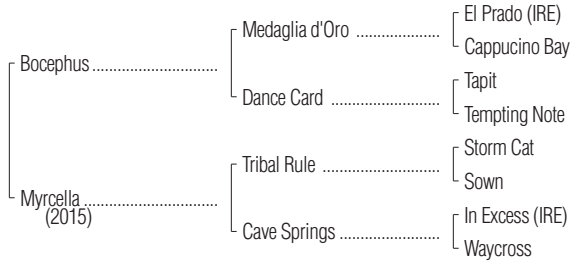 El Prado (IRE)
Medaglia d'Oro ....................
Cappucino Bay
Bocephus ..............................
Tapit
Dance Card ..........................
Tempting Note
Storm Cat
Tribal Rule ............................
Sown
Myrcella ................................
(2015)
In Excess (IRE)
Cave Springs ........................
Waycross